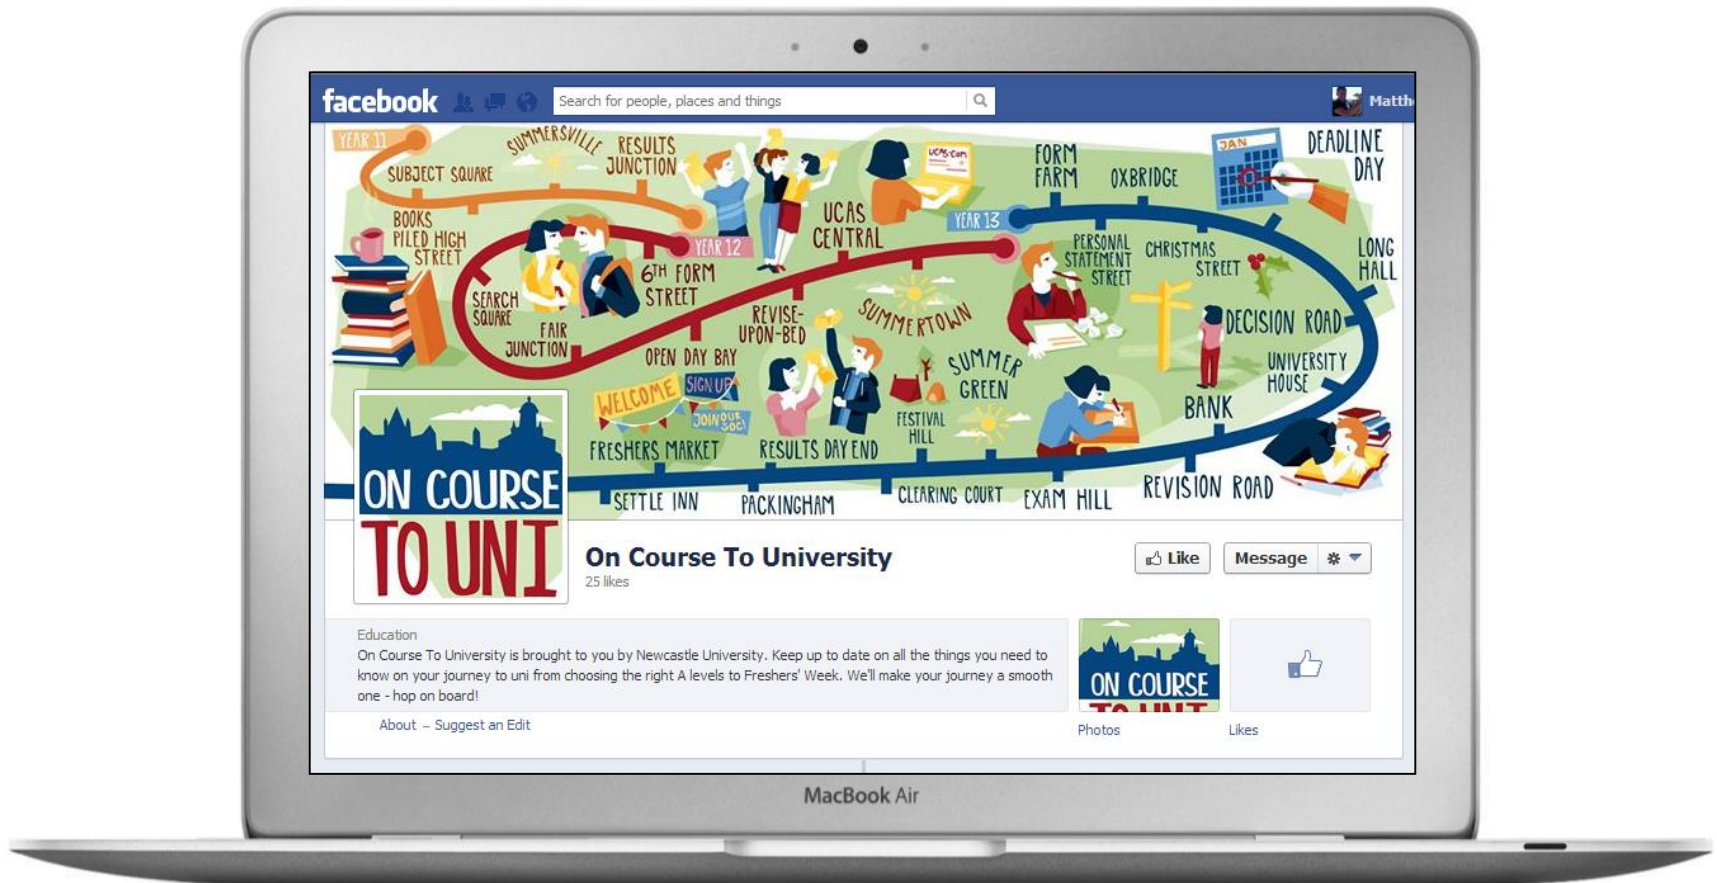 facebook
Search for people, places and things
Matth
YEAR 11
SUBJECT SQUARE
SUMMERSVILLE
RESULTS
JUNCTION
BOOKS
PILED HIGH
STREET
YEAR 12
6TH FORM
STREET
SEARCH
SQUARE
FAIR
JUNCTION
OPEN DAY BAY
REVISE-
UPON-BED
UCAS
CENTRAL
SUMMERTOWN
UCAS.COM
YEAR 13
FORM
FARM
OXBRIDGE
JAN
DEADLINE
DAY
PERSONAL
STATEMENT
STREET
CHRISTMAS
STREET
LONG
HALL
DECISION ROAD
UNIVERSITY
HOUSE
BANK
REVISION ROAD
EXAM HILL
SUMMER
GREEN
CLEARING COURT
FESTIVAL
HILL
RESULTS DAY END
PACKINGHAM
WELCOME
SIGN UP
JOIN OUR
SOC!
FRESHERS MARKET
SETTLE INN
ON COURSE
TO UNI
On Course To University
25 likes
Like
Message
Education
On Course To University is brought to you by Newcastle University. Keep up to date on all the things you need to
know on your journey to uni from choosing the right A levels to Freshers' Week. We'll make your journey a smooth
one - hop on board!
About – Suggest an Edit
ON COURSE
TO UNI
Photos
Likes
MacBook Air